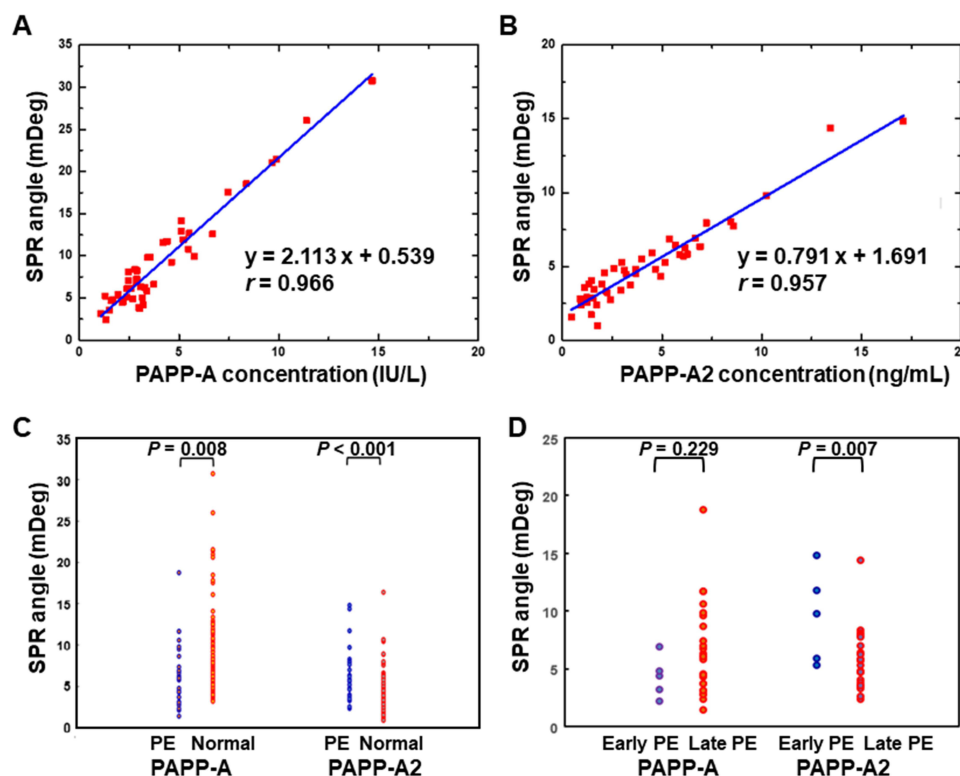 A
35
30
25
20
15
10
5
0
SPR angle (mDeg)
y = 2.113 x + 0.539
r = 0.966
0 5 10 15 20
PAPP-A concentration (IU/L)
B
20
15
10
5
0
SPR angle (mDeg)
y = 0.791 x + 1.691
r = 0.957
0 5 10 15
PAPP-A2 concentration (ng/mL)
C
35
30
25
20
15
10
5
0
SPR angle (mDeg)
P = 0.008 P < 0.001
PE Normal PE Normal
PAPP-A PAPP-A2
D
25
20
15
10
5
0
SPR angle (mDeg)
P = 0.229 P = 0.007
Early PE Late PE Early PE Late PE
PAPP-A PAPP-A2